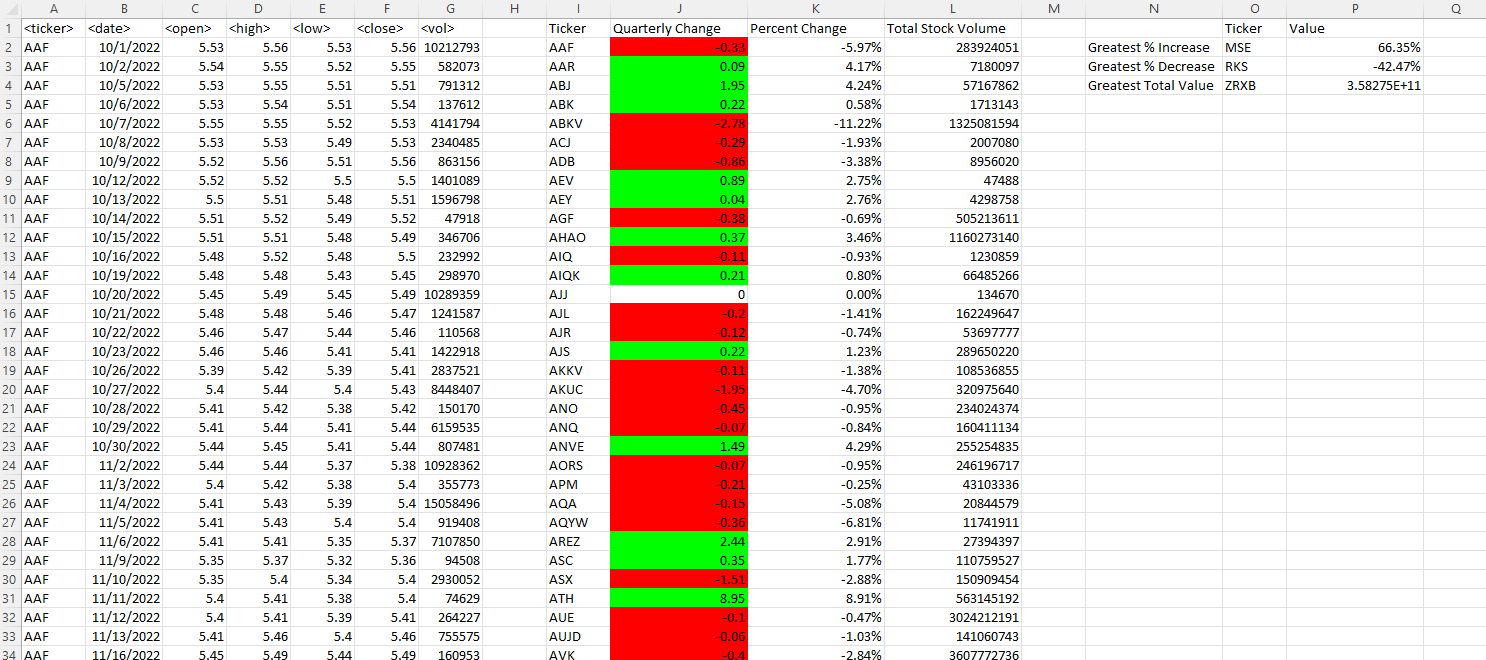 A B C D E F G H I J K L M N O P Q
1 <ticker> <date> <open> <high> <low> <close> <vol> Ticker Quarterly Change Percent Change Total Stock Volume Ticker Value
2 AAF 10/1/2022 5.53 5.56 5.53 5.56 10212793 AAF -0.33 -5.97% 283924051 Greatest % Increase MSE 66.35%
3 AAF 10/2/2022 5.54 5.55 5.52 5.55 582073 AAR 0.09 4.17% 7180097 Greatest % Decrease RKS -42.47%
4 AAF 10/5/2022 5.53 5.55 5.51 5.51 791312 ABJ 1.95 4.24% 57167862 Greatest Total Value ZRXB 3.58275E+11
5 AAF 10/6/2022 5.53 5.54 5.51 5.54 137612 ABK 0.22 0.58% 1713143
6 AAF 10/7/2022 5.55 5.55 5.52 5.53 4141794 ABKV -2.78 -11.22% 1325081594
7 AAF 10/8/2022 5.53 5.53 5.49 5.53 2340485 ACJ -0.29 -1.93% 2007080
8 AAF 10/9/2022 5.52 5.56 5.51 5.56 863156 ADB -0.86 -3.38% 8956020
9 AAF 10/12/2022 5.52 5.52 5.5 5.5 1401089 AEV 0.89 2.75% 47488
10 AAF 10/13/2022 5.5 5.51 5.48 5.51 1596798 AEY 0.04 2.76% 4298758
11 AAF 10/14/2022 5.51 5.52 5.49 5.52 47918 AGF -0.38 -0.69% 505213611
12 AAF 10/15/2022 5.51 5.51 5.48 5.49 346706 AHAO 0.37 3.46% 1160273140
13 AAF 10/16/2022 5.48 5.52 5.48 5.5 232992 AIQ -0.11 -0.93% 1230859
14 AAF 10/19/2022 5.48 5.48 5.43 5.45 298970 AIQK 0.21 0.80% 66485266
15 AAF 10/20/2022 5.45 5.49 5.45 5.49 10289359 AJJ 0 0.00% 134670
16 AAF 10/21/2022 5.48 5.48 5.46 5.47 1241587 AJL -0.2 -1.41% 162249647
17 AAF 10/22/2022 5.46 5.47 5.44 5.46 110568 AJR -0.12 -0.74% 53697777
18 AAF 10/23/2022 5.46 5.46 5.41 5.41 1422918 AJS 0.22 1.23% 289650220
19 AAF 10/26/2022 5.39 5.42 5.39 5.41 2837521 AKKV -0.11 -1.38% 108536855
20 AAF 10/27/2022 5.4 5.44 5.4 5.43 8448407 AKUC -1.95 -4.70% 320975640
21 AAF 10/28/2022 5.41 5.42 5.38 5.42 150170 ANO -0.45 -0.95% 234024374
22 AAF 10/29/2022 5.41 5.44 5.41 5.44 6159535 ANQ -0.07 -0.84% 160411134
23 AAF 10/30/2022 5.44 5.45 5.41 5.44 807481 ANVE 1.49 4.29% 255254835
24 AAF 11/2/2022 5.44 5.44 5.37 5.38 10928362 AORS -0.07 -0.95% 246196717
25 AAF 11/3/2022 5.4 5.42 5.38 5.4 355773 APM -0.21 -0.25% 43103336
26 AAF 11/4/2022 5.41 5.43 5.39 5.4 15058496 AQA -0.15 -5.08% 20844579
27 AAF 11/5/2022 5.41 5.43 5.4 5.4 919408 AQYW -0.36 -6.81% 11741911
28 AAF 11/6/2022 5.41 5.41 5.35 5.37 7107850 AREZ 2.44 2.91% 27394397
29 AAF 11/9/2022 5.35 5.37 5.32 5.36 94508 ASC 0.35 1.77% 110759527
30 AAF 11/10/2022 5.35 5.4 5.34 5.4 2930052 ASX -1.51 -2.88% 150909454
31 AAF 11/11/2022 5.4 5.41 5.38 5.4 74629 ATH 8.95 8.91% 563145192
32 AAF 11/12/2022 5.4 5.41 5.39 5.41 264227 AUE -0.1 -0.47% 3024212191
33 AAF 11/13/2022 5.41 5.46 5.4 5.46 755575 AUJD -0.06 -1.03% 141060743
34 AAF 11/16/2022 5.45 5.49 5.44 5.49 160953 AVK -0.4 -2.84% 3607772736